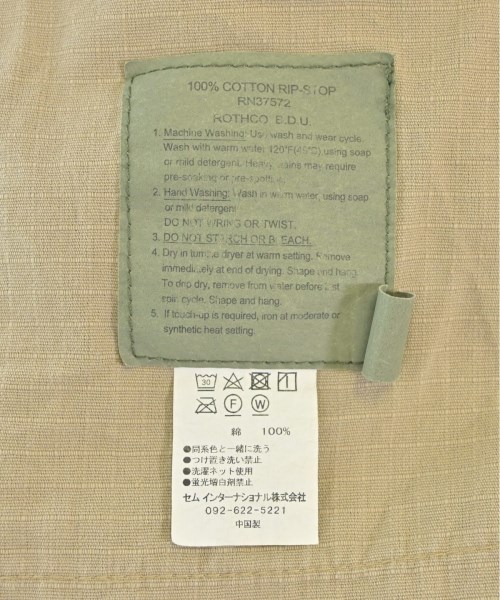 100% COTTON RIP-STOP
RN37572
ROTHCO B.D.U.
1. Machine Washing: Use wash and wear cycle.
Wash with warm water 120°F(49°C) using soap
or mild detergent. Heavy stains may require
pre-soaking or
2. Hand Washing: Wash in warm water, using soap
or mild detergent
DO NOT WRING OR TWIST.
3. DO NOT STARCH OR BLEACH.
4. Dry in tumble dryer at warm setting. Remove
immediately at end of drying. Shape and hang.
To drip dry, remove from water before last
spin cycle. Shape and hang.
5. If touch-up is required, iron at moderate or
synthetic heat setting.
30
F W
綿 100%
●同系色と一緒に洗う
●つけ置き洗い禁止
●洗濯ネット使用
●蛍光増白剤禁止
セム インターナショナル株式会社
092-622-5221
中国製